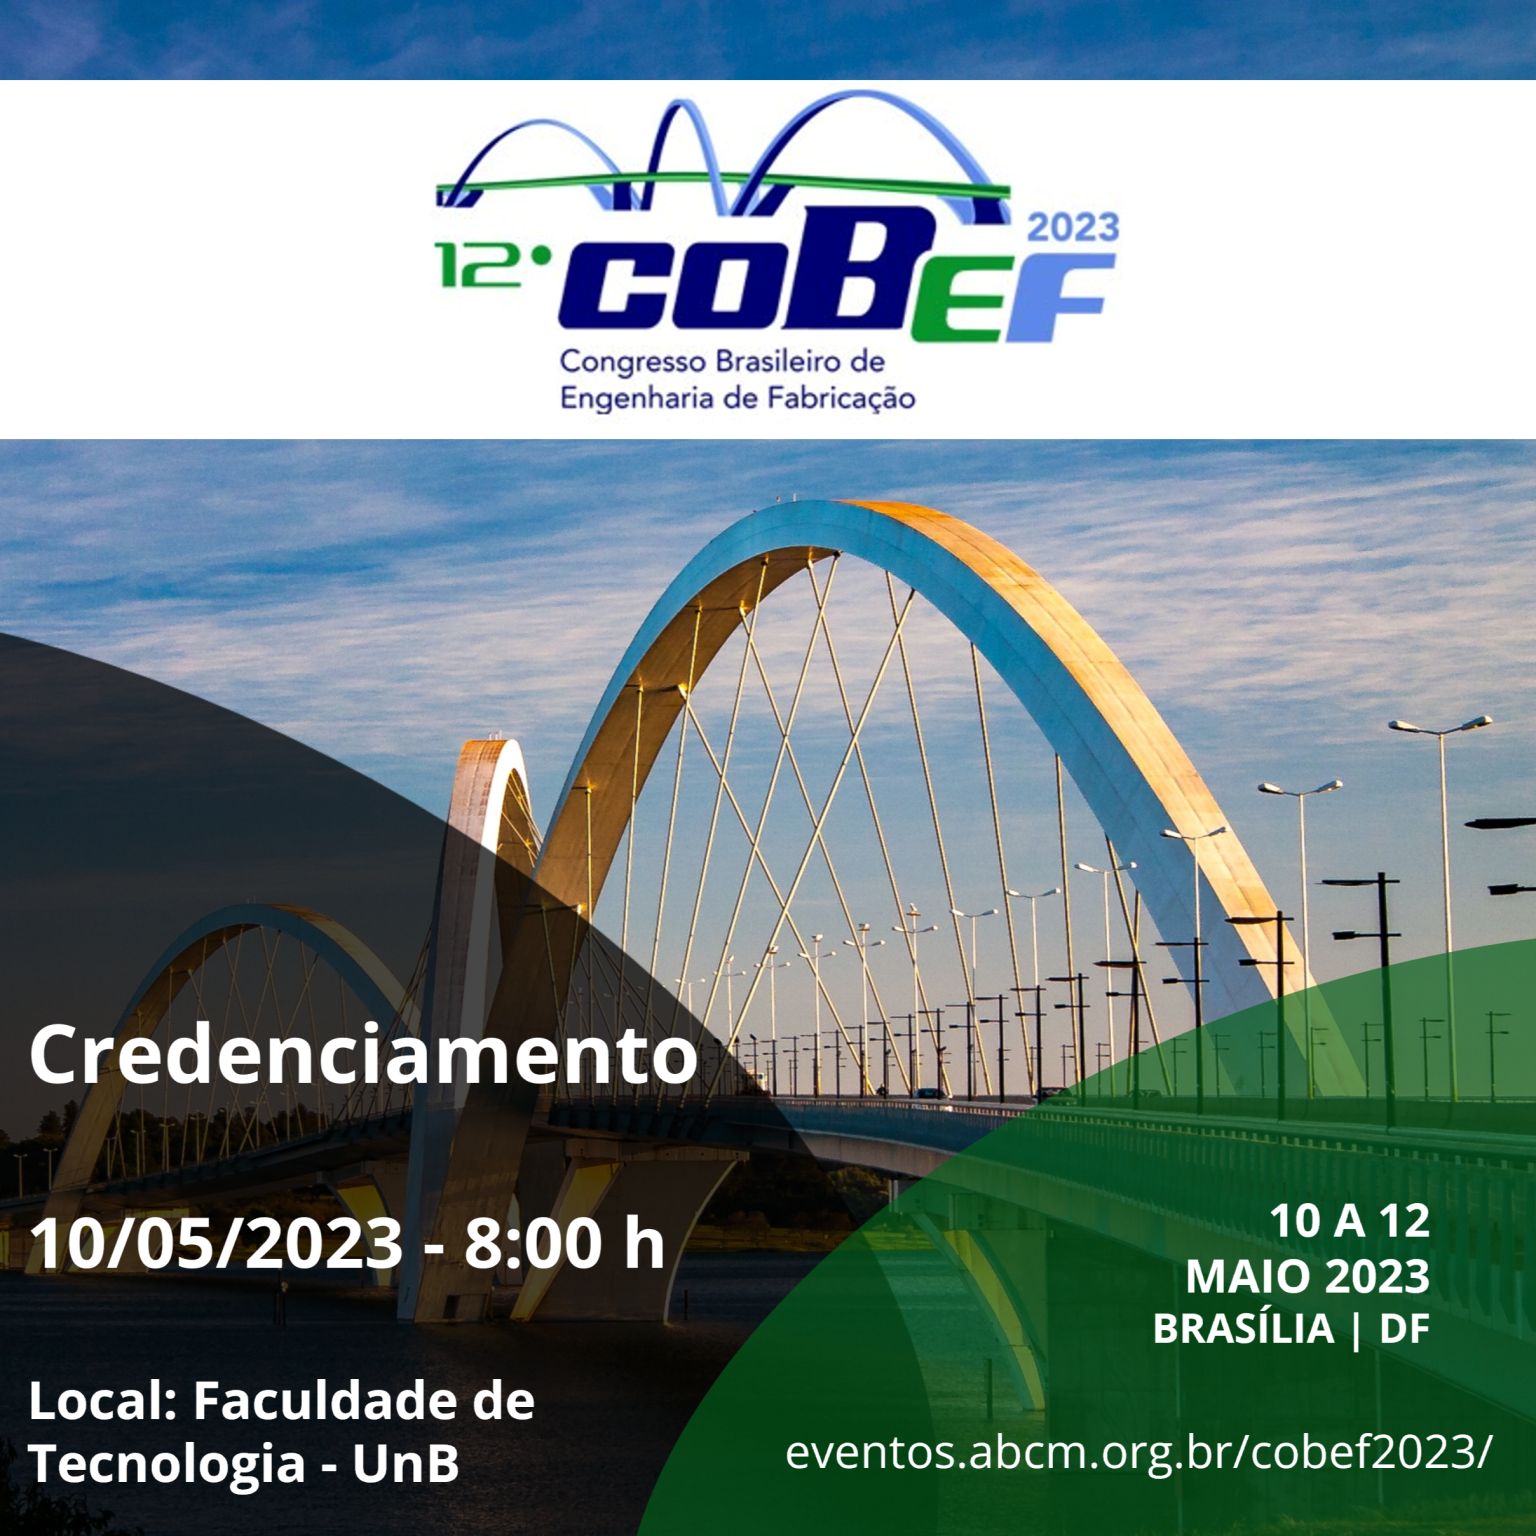 2023
12° COBEF
Congresso Brasileiro de
Engenharia de Fabricação
Credenciamento
10/05/2023 - 8:00 h
Local: Faculdade de
Tecnologia - UnB
10 A 12
MAIO 2023
BRASÍLIA | DF
eventos.abcm.org.br/cobef2023/